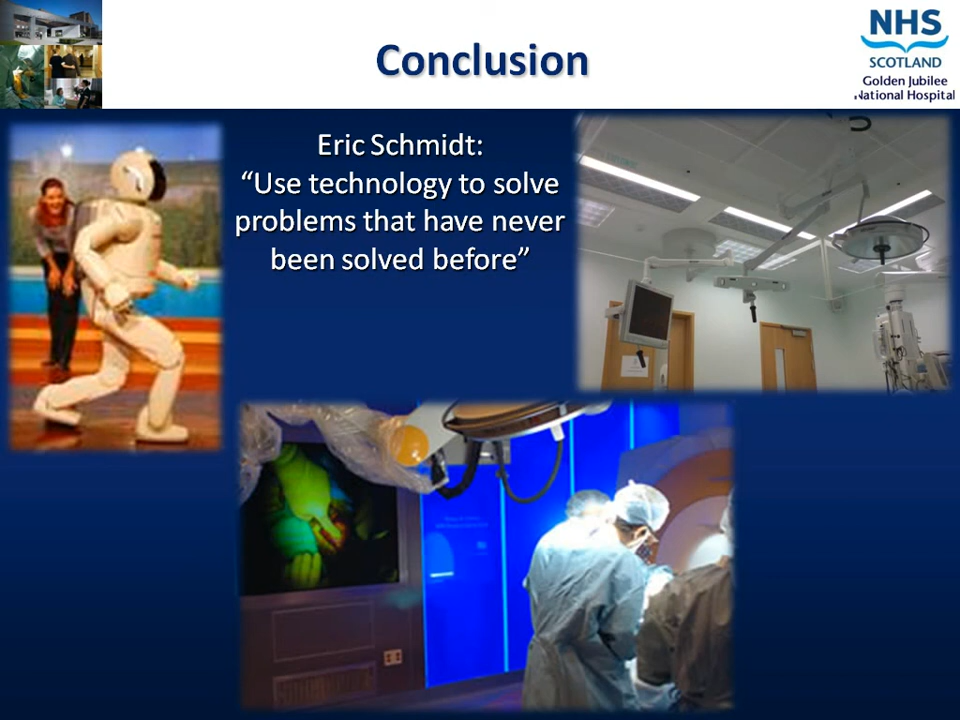 Conclusion
NHS
SCOTLAND
Golden Jubilee
National Hospital
Eric Schmidt:
“Use technology to solve
problems that have never
been solved before”